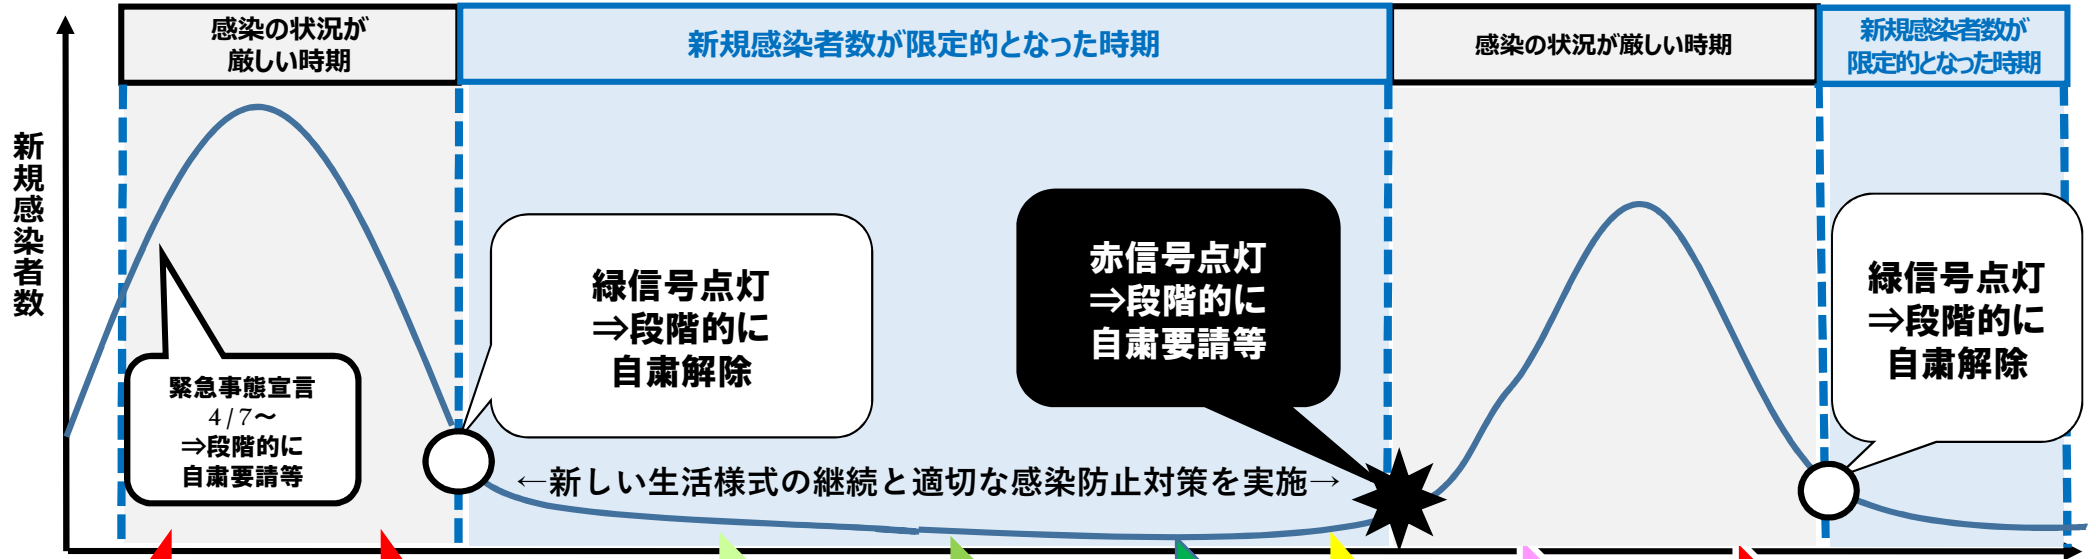 感染の状況が
厳しい時期
新規感染者数が限定的となった時期
感染の状況が厳しい時期
新規感染者数が
限定的となった時期
新規感染者数
緊急事態宣言
4/7～
⇒段階的に
自粛要請等
緑信号点灯
⇒段階的に
自粛解除
赤信号点灯
⇒段階的に
自粛要請等
緑信号点灯
⇒段階的に
自粛解除
←新しい生活様式の継続と適切な感染防止対策を実施→